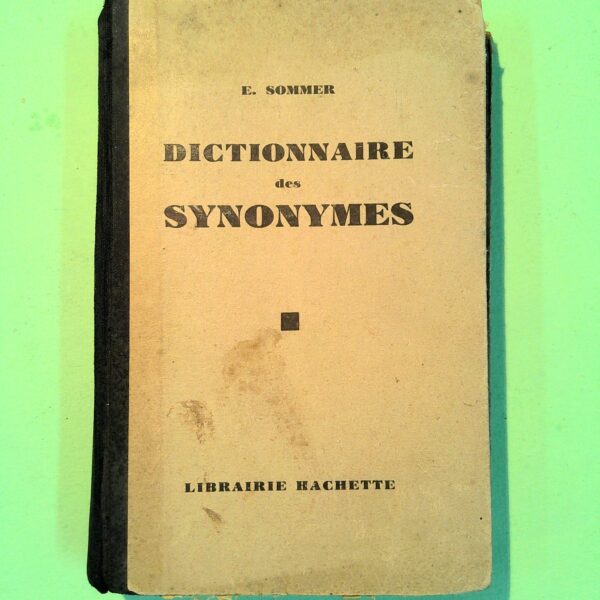 E. SOMMER
DICTIONNAIRE
des
SYNONYMES
LIBRAIRIE HACHETTE